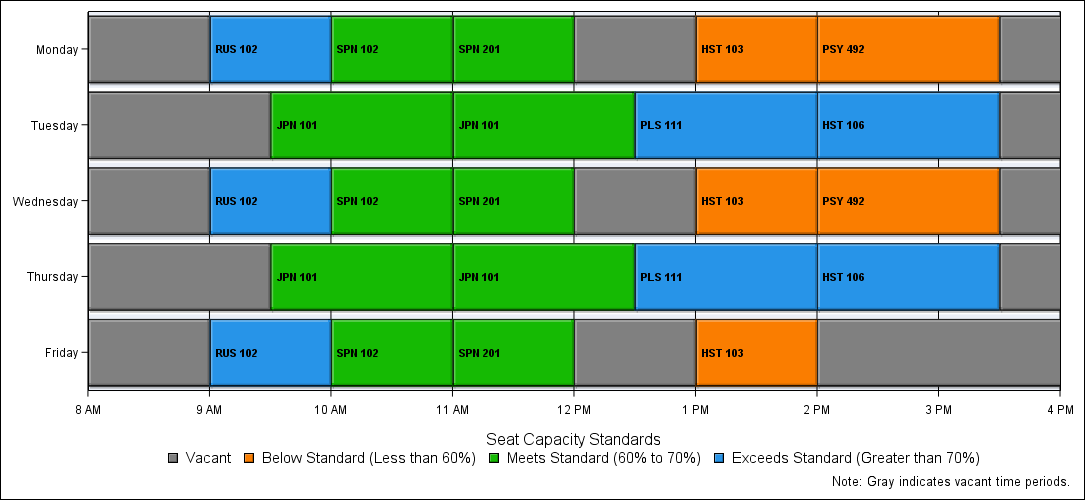 Monday RUS 102 SPN 102 SPN 201 HST 103 PSY 492
Tuesday JPN 101 JPN 101 PLS 111 HST 106
Wednesday RUS 102 SPN 102 SPN 201 HST 103 PSY 492
Thursday JPN 101 JPN 101 PLS 111 HST 106
Friday RUS 102 SPN 102 SPN 201 HST 103
8 AM 9 AM 10 AM 11 AM 12 PM 1 PM 2 PM 3 PM 4 PM
Seat Capacity Standards
Vacant Below Standard (Less than 60%) Meets Standard (60% to 70%) Exceeds Standard (Greater than 70%)
Note: Gray indicates vacant time periods.